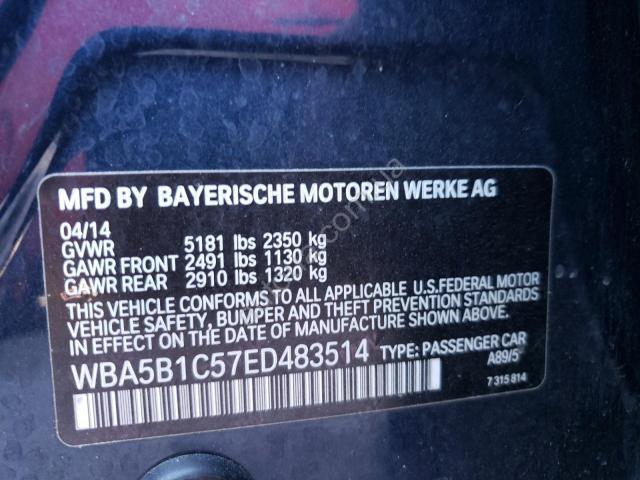 MFD BY BAYERISCHE MOTOREN WERKE AG
04/14
GVWR 5181 lbs 2350 kg
GAWR FRONT 2491 lbs 1130 kg
GAWR REAR 2910 lbs 1320 kg
THIS VEHICLE CONFORMS TO ALL APPLICABLE U.S.FEDERAL MOTOR
VEHICLE SAFETY, BUMPER AND THEFT PREVENTION STANDARDS
IN EFFECT ON THE DATE OF MANUFACTURE SHOWN ABOVE.
WBA5B1C57ED483514 TYPE: PASSENGER CAR
A89/5
7 315 814